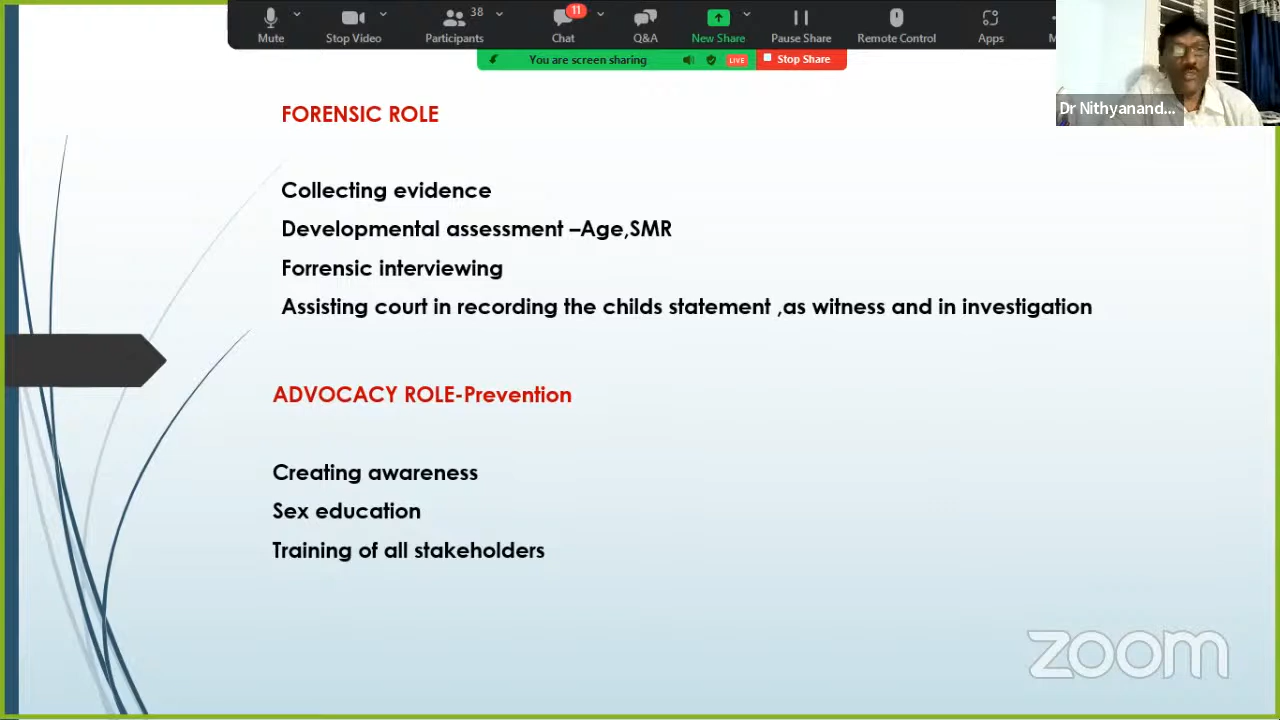 38
11
Mute
Stop Video
Participants
Chat
Q&A
New Share
Pause Share
Remote Control
Apps
You are screen sharing
LIVE
Stop Share
Dr Nithyanand...
FORENSIC ROLE
Collecting evidence
Developmental assessment –Age,SMR
Forrensic interviewing
Assisting court in recording the childs statement ,as witness and in investigation
ADVOCACY ROLE-Prevention
Creating awareness
Sex education
Training of all stakeholders
zoom